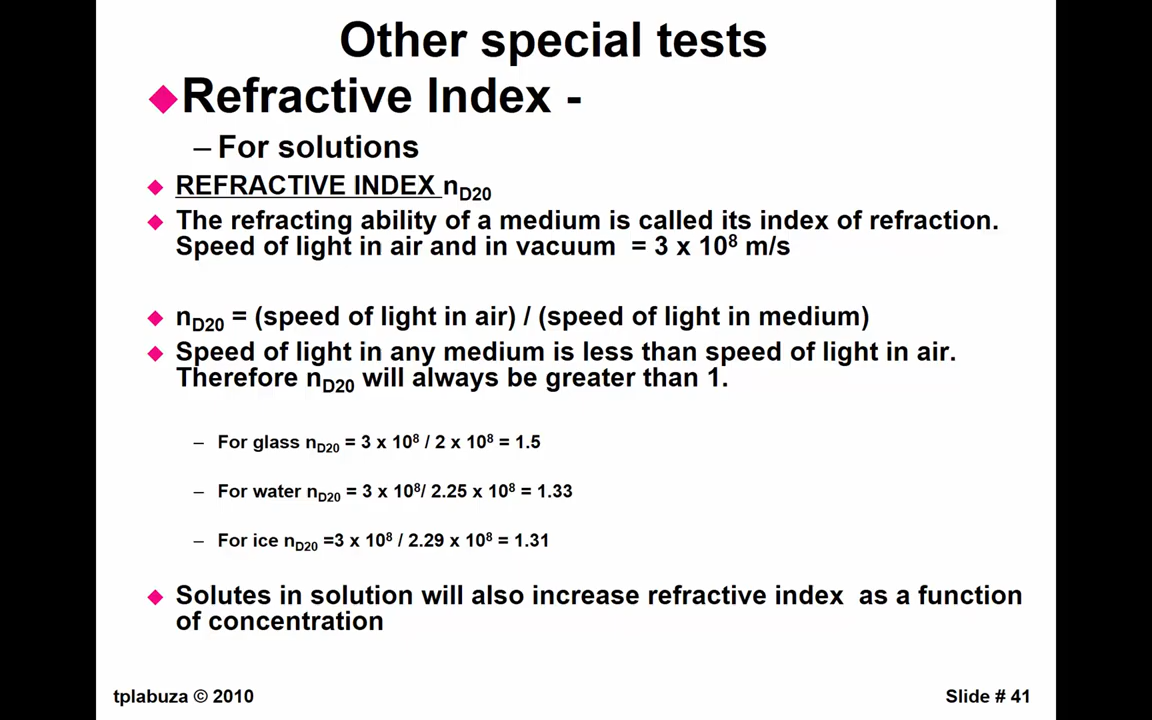 Other special tests
◆Refractive Index -
– For solutions
◆ REFRACTIVE INDEX nD20
◆ The refracting ability of a medium is called its index of refraction.
Speed of light in air and in vacuum = 3 x 10⁸ m/s
◆ nD20 = (speed of light in air) / (speed of light in medium)
◆ Speed of light in any medium is less than speed of light in air.
Therefore nD20 will always be greater than 1.
– For glass nD20 = 3 x 10⁸ / 2 x 10⁸ = 1.5
– For water nD20 = 3 x 10⁸/ 2.25 x 10⁸ = 1.33
– For ice nD20 =3 x 10⁸ / 2.29 x 10⁸ = 1.31
◆ Solutes in solution will also increase refractive index as a function
of concentration
tplabuza © 2010
Slide # 41